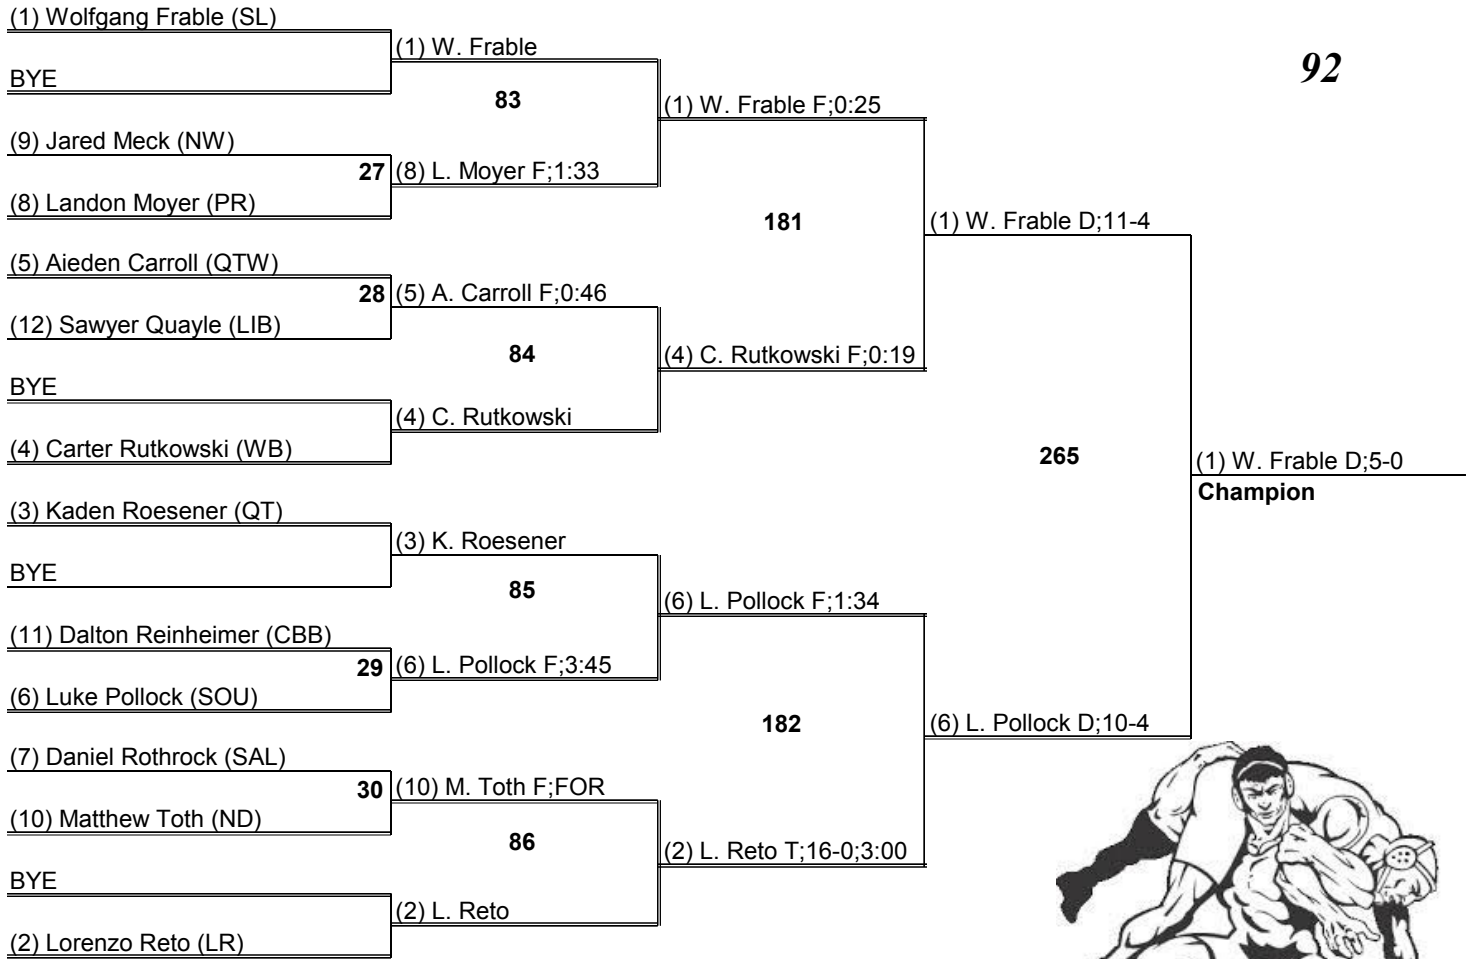 (1) Wolfgang Frable (SL)
BYE
(9) Jared Meck (NW)
(8) Landon Moyer (PR)
(5) Aieden Carroll (QTW)
(12) Sawyer Quayle (LIB)
BYE
(4) Carter Rutkowski (WB)
(3) Kaden Roesener (QT)
BYE
(11) Dalton Reinheimer (CBB)
(6) Luke Pollock (SOU)
(7) Daniel Rothrock (SAL)
(10) Matthew Toth (ND)
BYE
(2) Lorenzo Reto (LR)
27
28
29
30
(1) W. Frable
83
(8) L. Moyer F;1:33
(5) A. Carroll F;0:46
84
(4) C. Rutkowski
(3) K. Roesener
85
(6) L. Pollock F;3:45
(10) M. Toth F;FOR
86
(2) L. Reto
(1) W. Frable F;0:25
181
(4) C. Rutkowski F;0:19
(6) L. Pollock F;1:34
182
(2) L. Reto T;16-0;3:00
(1) W. Frable D;11-4
265
(6) L. Pollock D;10-4
92
(1) W. Frable D;5-0
Champion